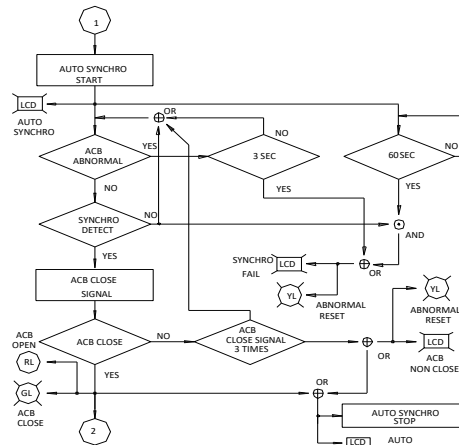 1
AUTO SYNCHRO
START
LCD
OR
AUTO
SYNCHRO
ACB
ABNORMAL
YES
3 SEC
NO
60SEC
NO
NO
YES
YES
SYNCHRO
DETECT
NO
AND
YES
SYNCHRO
FAIL
LCD
OR
ACB CLOSE
SIGNAL
YL
ABNORMAL
RESET
YL
ABNORMAL
RESET
ACB
OPEN
RL
ACB CLOSE
NO
ACB
CLOSE SIGNAL
3 TIMES
OR
LCD
ACB
NON CLOSE
YES
GL
ACB
CLOSE
OR
2
AUTO SYNCHRO
STOP
LCD
AUTO